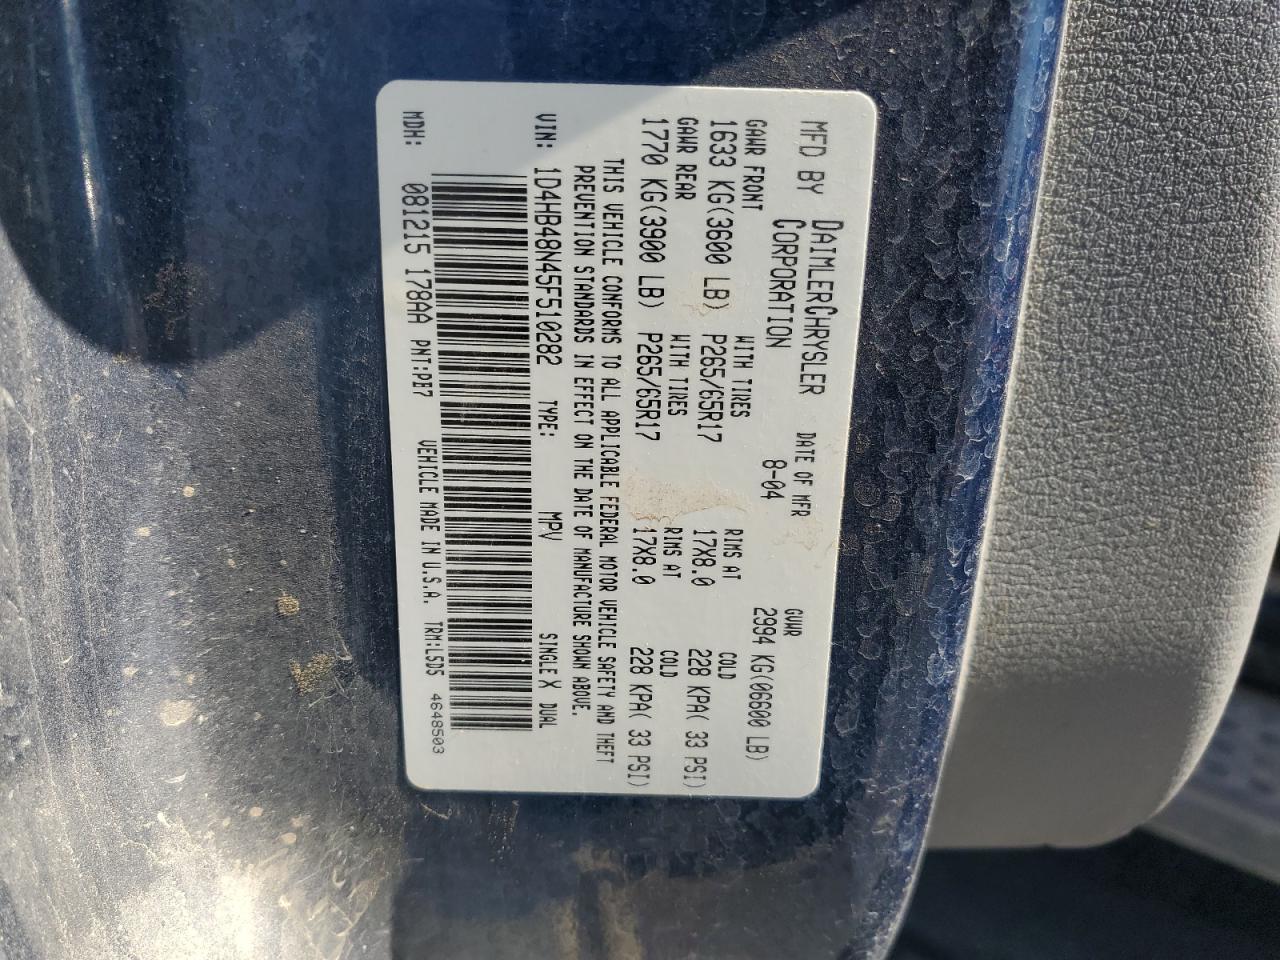 MFD BY DAIMLERCHRYSLER CORPORATION DATE OF MFR 8-04 GVWR 2994 KG(06600 LB)
GAWR FRONT WITH TIRES RIMS AT COLD
1633 KG(3600 LB) P265/65R17 17X8.0 228 KPA( 33 PSI)
GAWR REAR WITH TIRES RIMS AT COLD
1770 KG(3900 LB) P265/65R17 17X8.0 228 KPA( 33 PSI)
THIS VEHICLE CONFORMS TO ALL APPLICABLE FEDERAL MOTOR VEHICLE SAFETY AND THEFT
PREVENTION STANDARDS IN EFFECT ON THE DATE OF MANUFACTURE SHOWN ABOVE.
VIN: 1D4HB48N45F510282 TYPE: MPV SINGLE X DUAL
MDH: 081215 178AA PNT: VEHICLE MADE IN U.S.A. TRM:L5D5 4648503